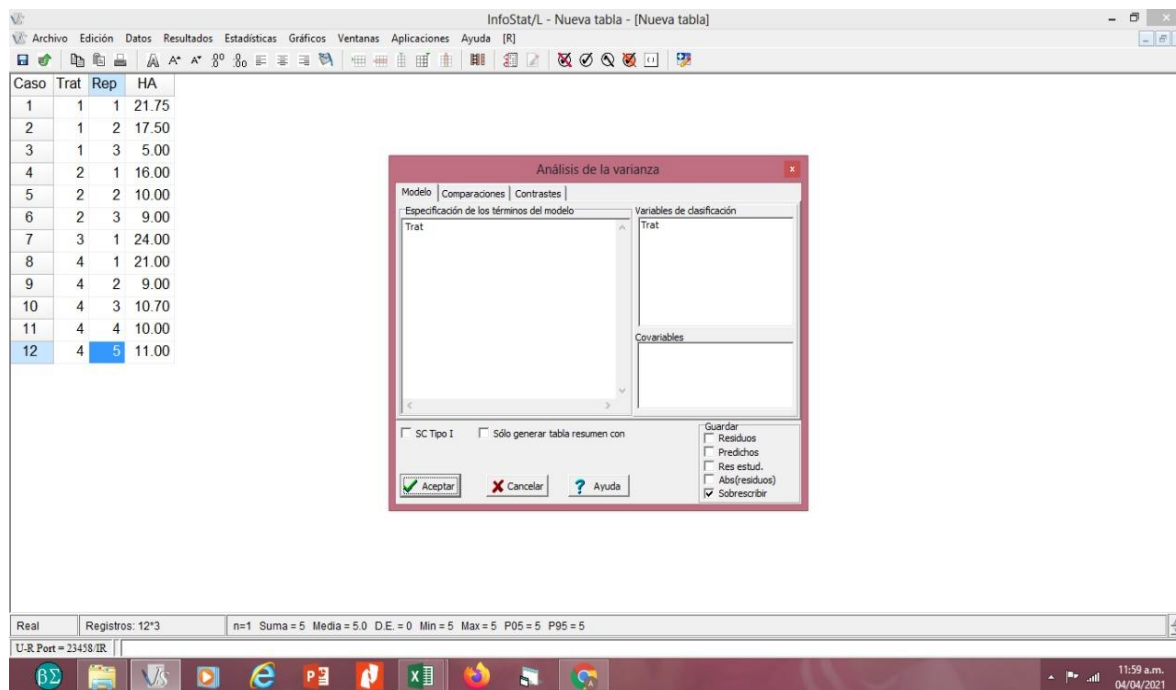 InfoStat/L - Nueva tabla - [Nueva tabla]
Archivo Edición Datos Resultados Estadísticas Gráficos Ventanas Aplicaciones Ayuda [R]
Caso Trat Rep HA
1 1 1 21.75
2 1 2 17.50
3 1 3 5.00
4 2 1 16.00
5 2 2 10.00
6 2 3 9.00
7 3 1 24.00
8 4 1 21.00
9 4 2 9.00
10 4 3 10.70
11 4 4 10.00
12 4 5 11.00
Análisis de la varianza
Modelo Comparaciones Contrastes
Especificación de los términos del modelo
Trat
Variables de clasificación
Trat
Covariables
SC Tipo I Sólo generar tabla resumen con
Guardar
Residuos
Predichos
Res estud.
Abs(residuos)
Sobrescribir
Aceptar Cancelar Ayuda
Real Registros: 12*3 n=1 Suma = 5 Media = 5.0 D.E. = 0 Min = 5 Max = 5 P05 = 5 P95 = 5
U-R Port = 23458/IR
βΣ
11:59 a.m.
04/04/2021